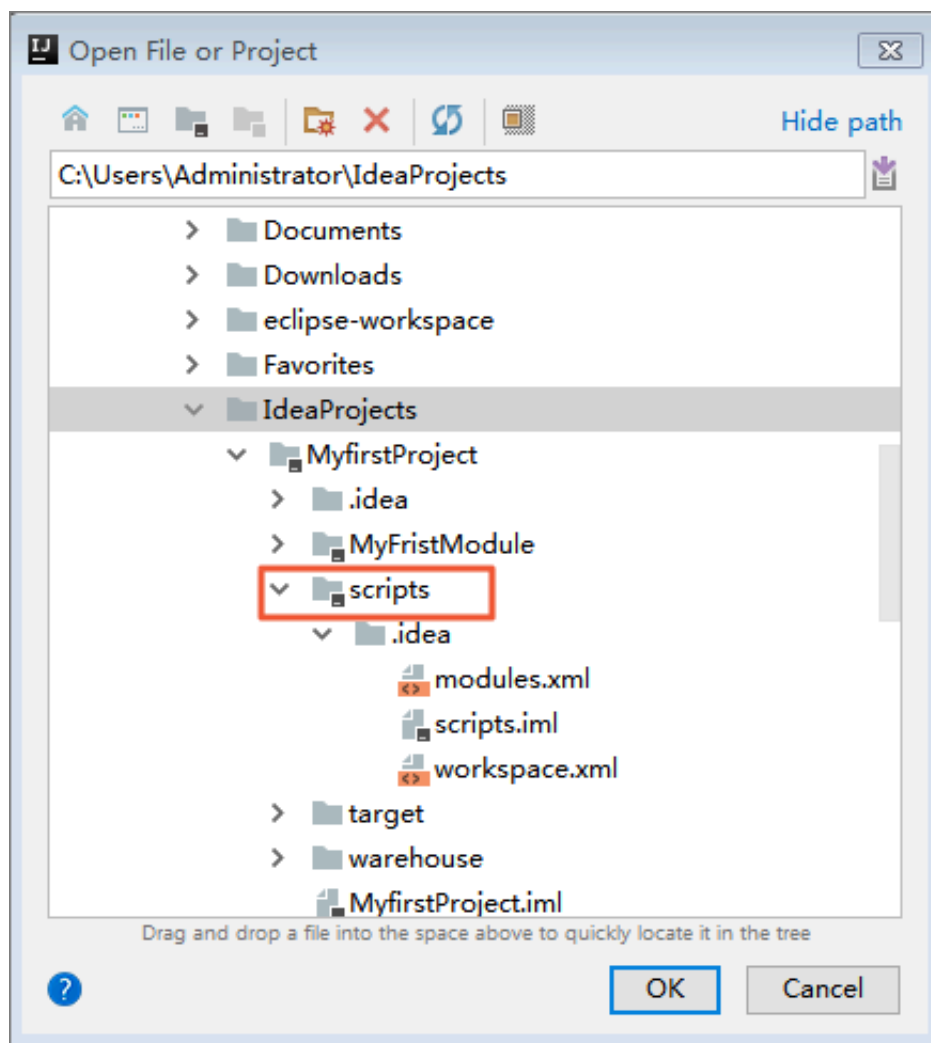 IJ Open File or Project
Hide path
C:\Users\Administrator\IdeaProjects
Documents
Downloads
eclipse-workspace
Favorites
IdeaProjects
MyfirstProject
.idea
MyFristModule
scripts
.idea
modules.xml
scripts.iml
workspace.xml
target
warehouse
MyfirstProject.iml
Drag and drop a file into the space above to quickly locate it in the tree
? OK Cancel